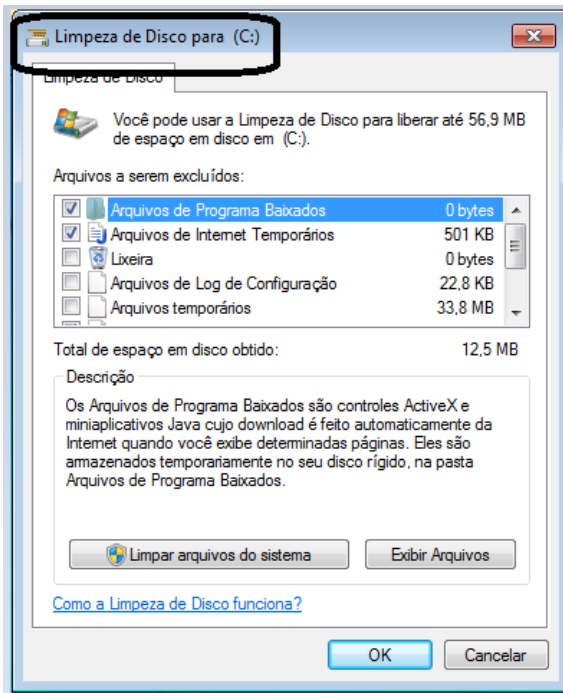 Limpeza de Disco para (C:)
Limpeza de Disco
Você pode usar a Limpeza de Disco para liberar até 56,9 MB
de espaço em disco em (C:).
Arquivos a serem excluídos:
Arquivos de Programa Baixados 0 bytes
Arquivos de Internet Temporários 501 KB
Lixeira 0 bytes
Arquivos de Log de Configuração 22,8 KB
Arquivos temporários 33,8 MB
Total de espaço em disco obtido: 12,5 MB
Descrição
Os Arquivos de Programa Baixados são controles ActiveX e
miniaplicativos Java cujo download é feito automaticamente da
Internet quando você exibe determinadas páginas. Eles são
armazenados temporariamente no seu disco rígido, na pasta
Arquivos de Programa Baixados.
Limpar arquivos do sistema Exibir Arquivos
Como a Limpeza de Disco funciona?
OK Cancelar